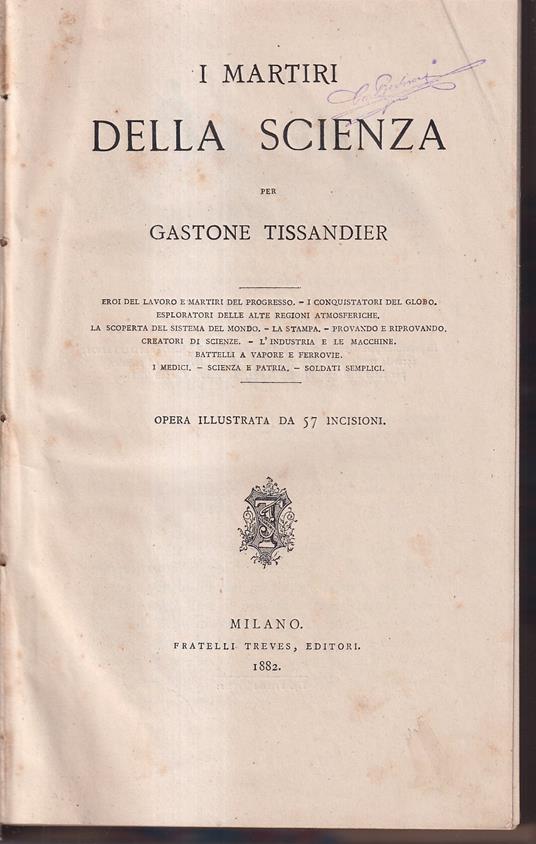 I MARTIRI
DELLA SCIENZA
PER
GASTONE TISSANDIER
EROI DEL LAVORO E MARTIRI DEL PROGRESSO. – I CONQUISTATORI DEL GLOBO.
ESPLORATORI DELLE ALTE REGIONI ATMOSFERICHE.
LA SCOPERTA DEL SISTEMA DEL MONDO. – LA STAMPA. – PROVANDO E RIPROVANDO.
CREATORI DI SCIENZE. – L'INDUSTRIA E LE MACCHINE.
BATTELLI A VAPORE E FERROVIE.
I MEDICI. – SCIENZA E PATRIA. – SOLDATI SEMPLICI.
OPERA ILLUSTRATA DA 57 INCISIONI.
MILANO.
FRATELLI TREVES, EDITORI.
1882.